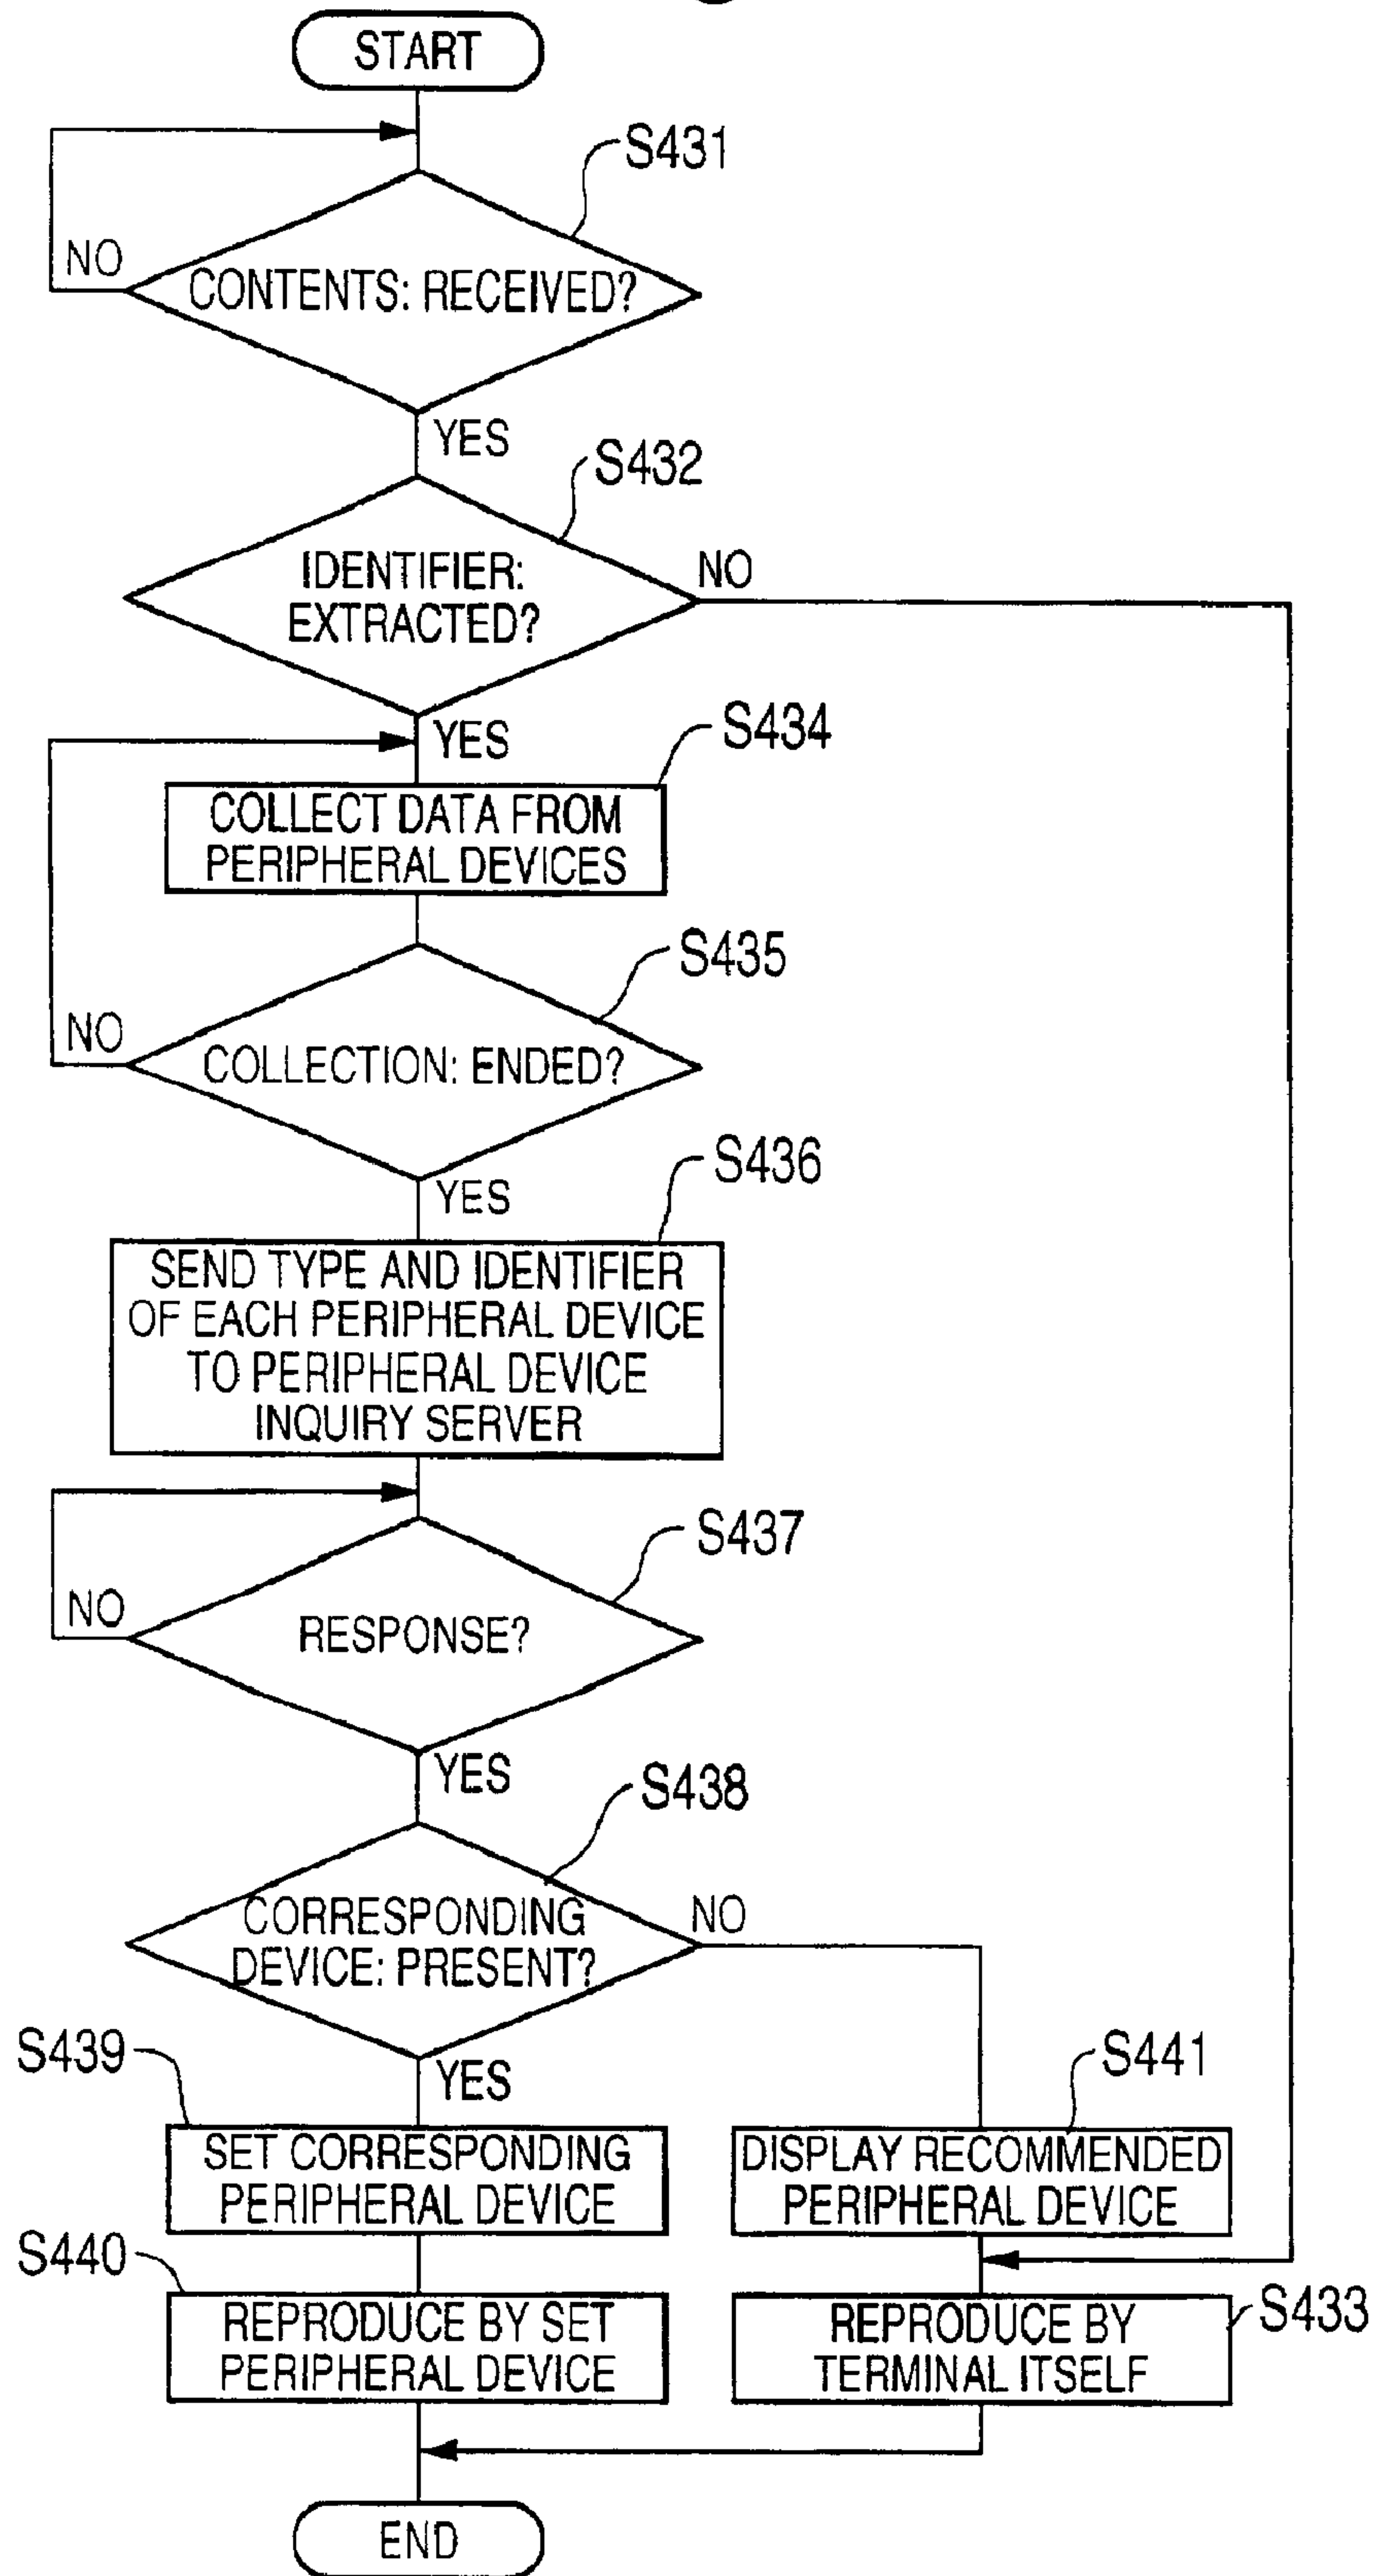 START
S431
NO
CONTENTS: RECEIVED?
YES
S432
IDENTIFIER:
EXTRACTED?
NO
YES
S434
COLLECT DATA FROM
PERIPHERAL DEVICES
S435
NO
COLLECTION: ENDED?
YES
S436
SEND TYPE AND IDENTIFIER
OF EACH PERIPHERAL DEVICE
TO PERIPHERAL DEVICE
INQUIRY SERVER
S437
NO
RESPONSE?
YES
S438
CORRESPONDING
DEVICE: PRESENT?
NO
YES
S439
SET CORRESPONDING
PERIPHERAL DEVICE
S441
DISPLAY RECOMMENDED
PERIPHERAL DEVICE
S440
REPRODUCE BY SET
PERIPHERAL DEVICE
S433
REPRODUCE BY
TERMINAL ITSELF
END